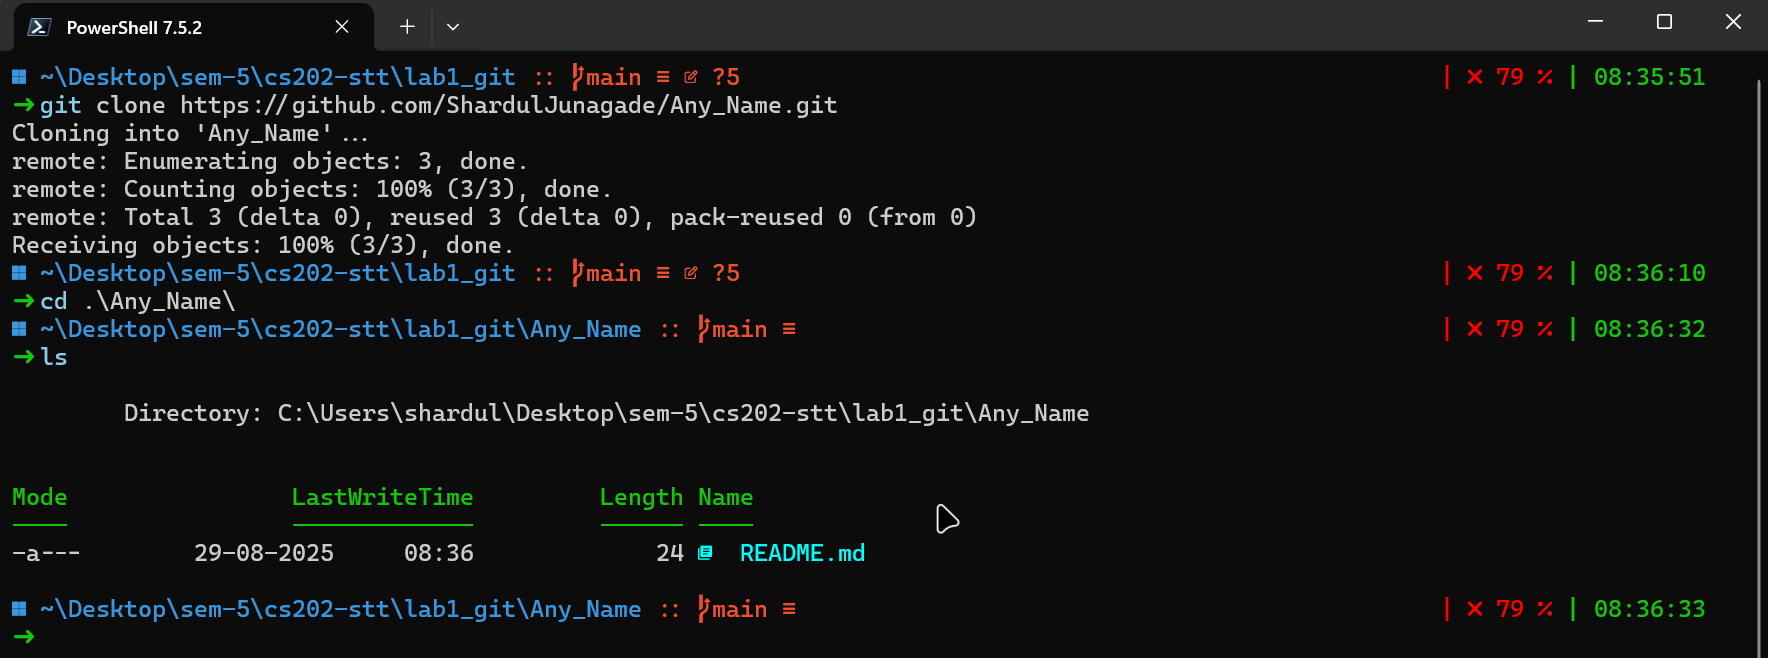 PowerShell 7.5.2
~\Desktop\sem-5\cs202-stt\lab1_git :: main ≡ ?5 | × 79 % | 08:35:51
➜ git clone https://github.com/ShardulJunagade/Any_Name.git
Cloning into 'Any_Name'...
remote: Enumerating objects: 3, done.
remote: Counting objects: 100% (3/3), done.
remote: Total 3 (delta 0), reused 3 (delta 0), pack-reused 0 (from 0)
Receiving objects: 100% (3/3), done.
~\Desktop\sem-5\cs202-stt\lab1_git :: main ≡ ?5 | × 79 % | 08:36:10
➜ cd .\Any_Name\
~\Desktop\sem-5\cs202-stt\lab1_git\Any_Name :: main ≡ | × 79 % | 08:36:32
➜ ls
Directory: C:\Users\shardul\Desktop\sem-5\cs202-stt\lab1_git\Any_Name
Mode LastWriteTime Length Name
-a--- 29-08-2025 08:36 24 README.md
~\Desktop\sem-5\cs202-stt\lab1_git\Any_Name :: main ≡ | × 79 % | 08:36:33
➜